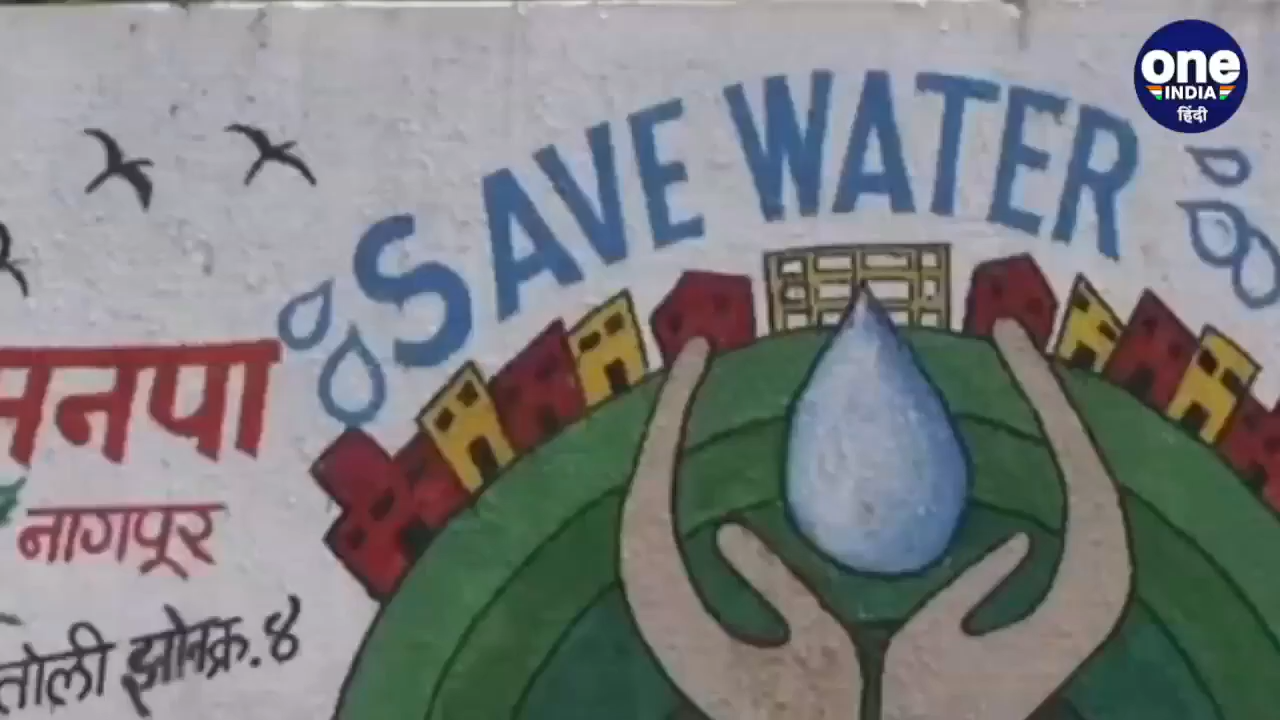 one
INDIA
हिंदी
SAVE WATER
मनपा
नागपूर
तोली झोनक्र.४